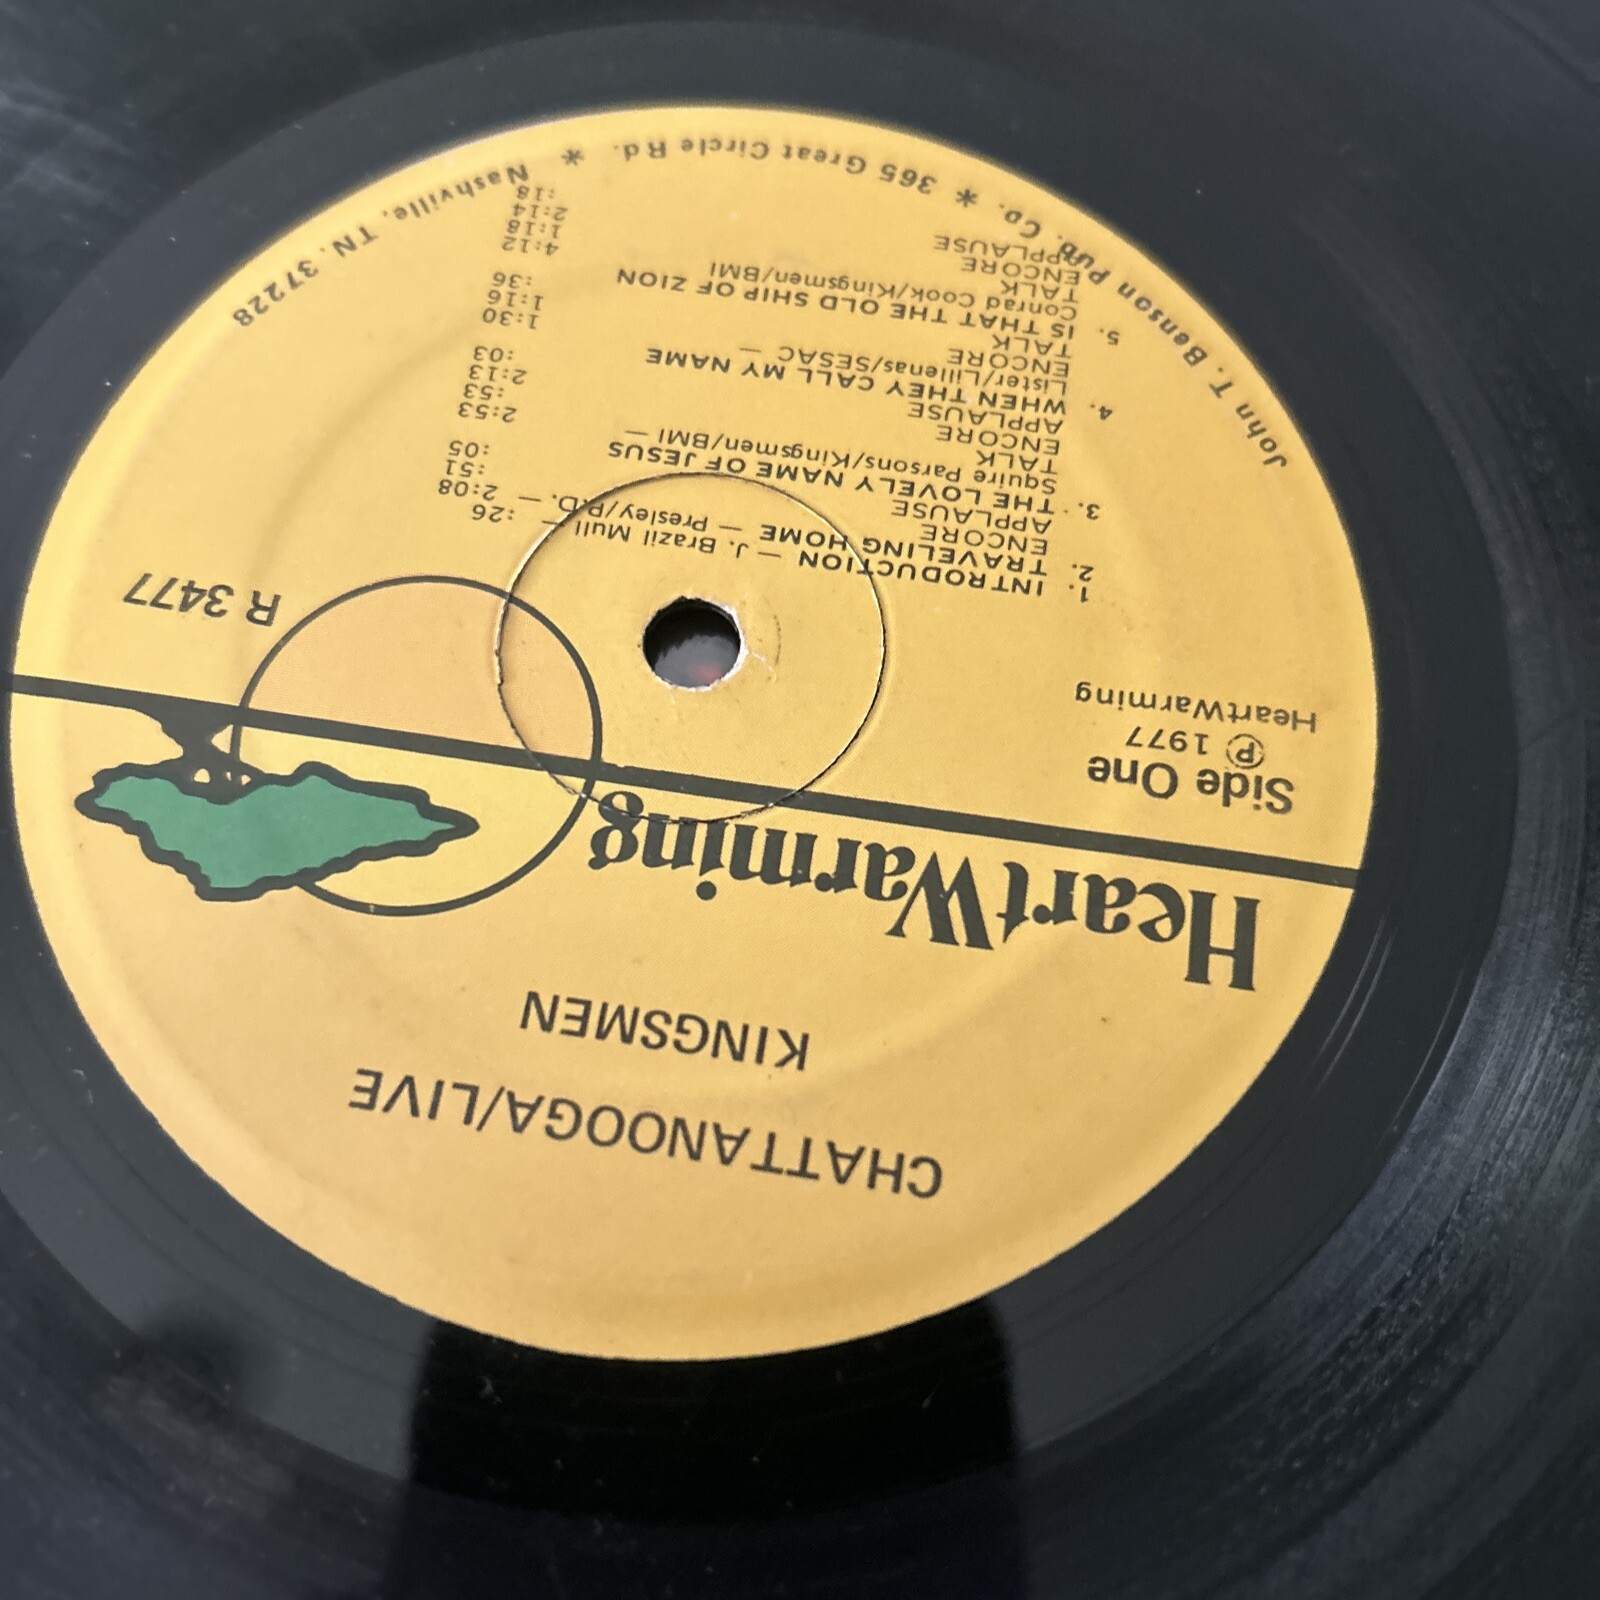 CHATTANOOGA/LIVE
KINGSMEN
HeartWarming
Side One
℗ 1977
HeartWarming
R 3477
1. INTRODUCTION — J. Brazil Mull — :26
2. TRAVELING HOME — Presley/P.D. — 2:08
ENCORE :51
APPLAUSE :05
3. THE LOVELY NAME OF JESUS
Squire Parsons/Kingsmen/BMI — 2:53
TALK :53
ENCORE 2:13
APPLAUSE :03
4. WHEN THEY CALL MY NAME
Lister/Lillenas/SESAC — 1:30
ENCORE 1:16
TALK :36
5. IS THAT THE OLD SHIP OF ZION
Conrad Cook/Kingsmen/BMI 4:12
TALK 1:18
ENCORE 2:14
APPLAUSE :18
John T. Benson Pub. Co. * 365 Great Circle Rd. * Nashville, TN. 37228